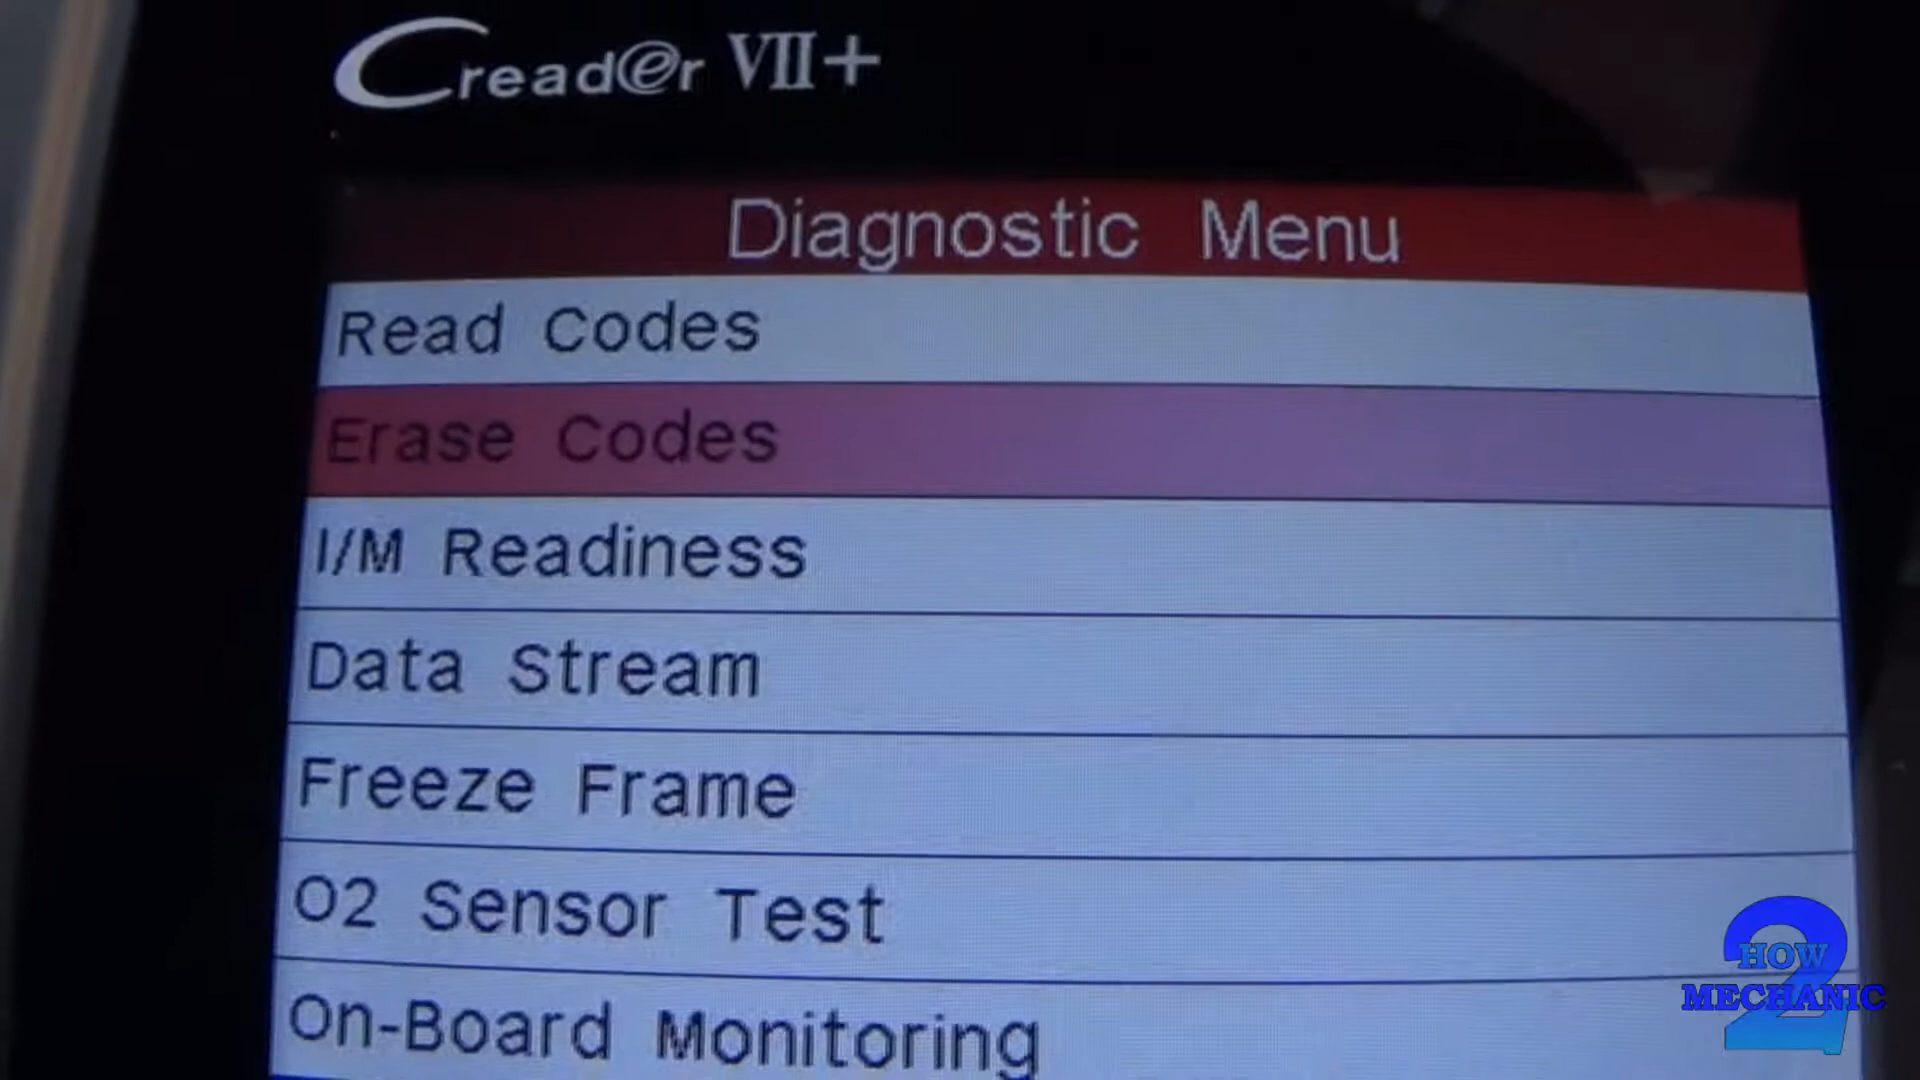 Cread@r VII+
Diagnostic Menu
Read Codes
Erase Codes
I/M Readiness
Data Stream
Freeze Frame
O2 Sensor Test
On-Board Monitoring
HOW
2
MECHANIC